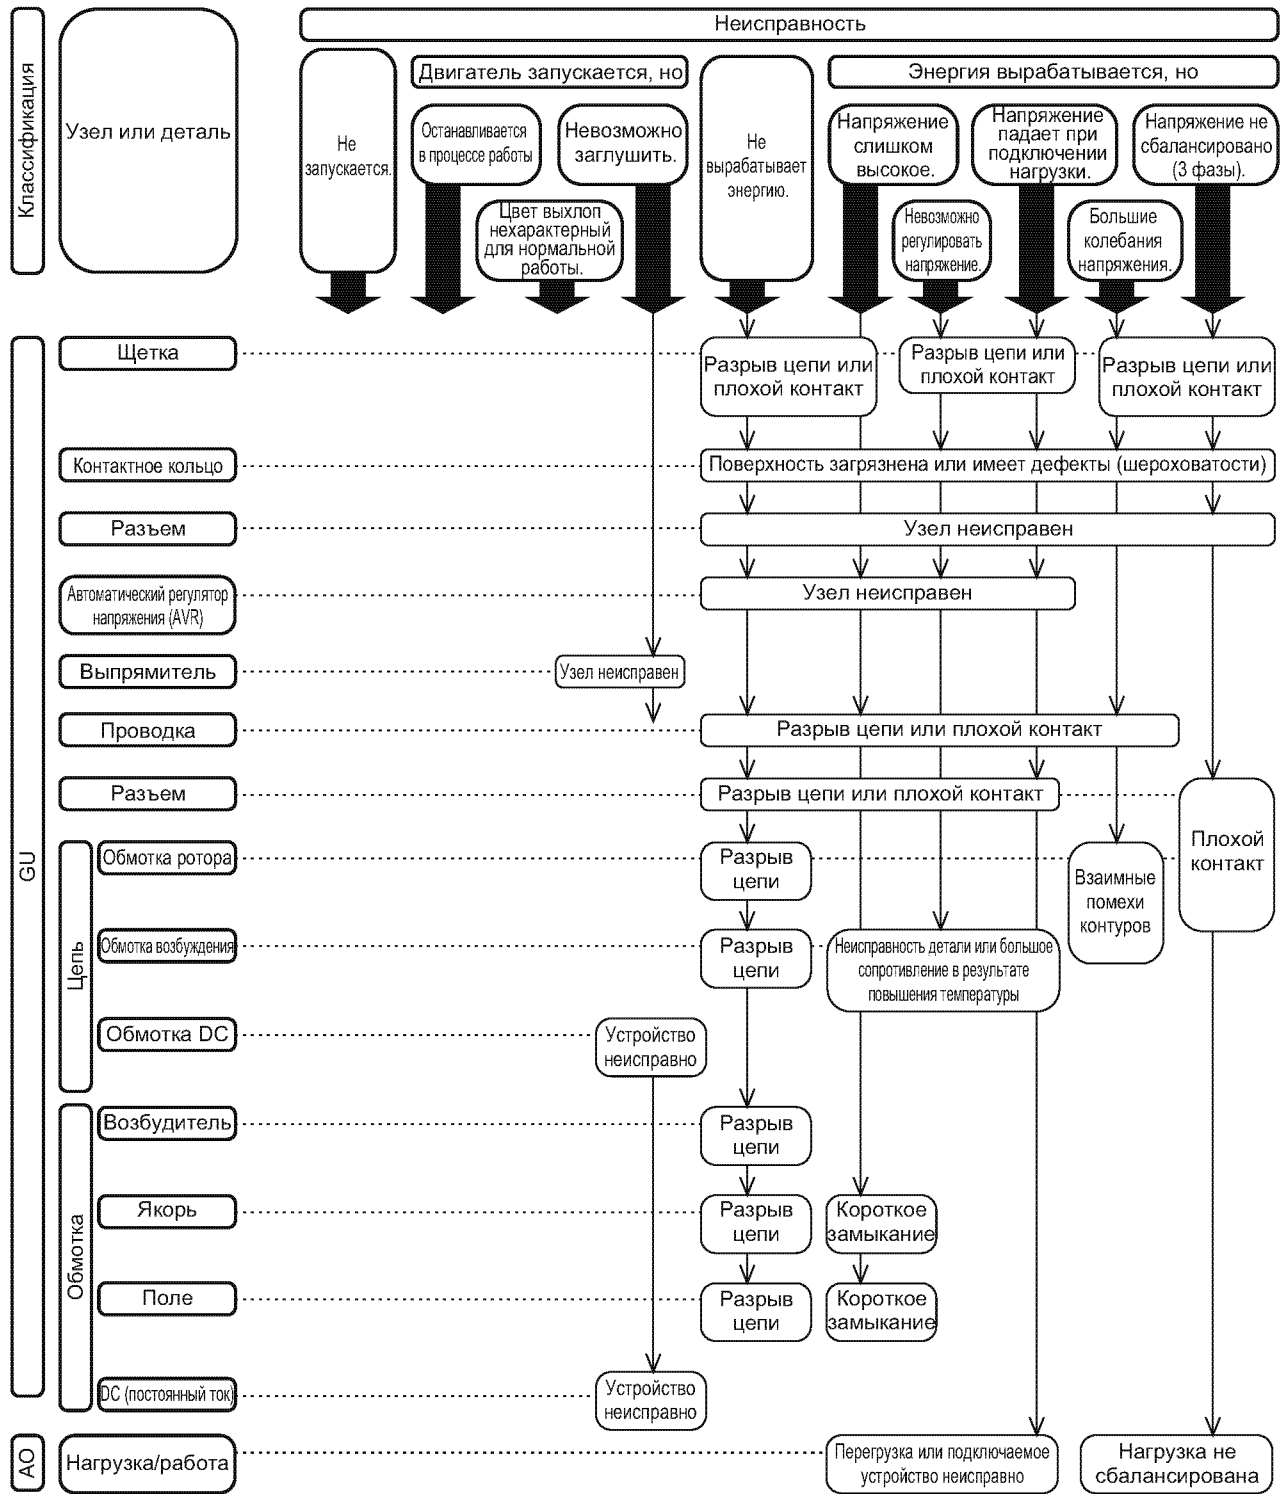 Неисправность
Классификация
Узел или деталь
Не
запускается.
Двигатель запускается, но
Останавливается
в процессе работы
Невозможно
заглушить.
Цвет выхлоп
нехарактерный
для нормальной
работы.
Не
вырабатывает
энергию.
Энергия вырабатывается, но
Напряжение
слишком
высокое.
Напряжение
падает при
подключении
нагрузки.
Напряжение не
сбалансировано
(3 фазы).
Невозможно
регулировать
напряжение.
Большие
колебания
напряжения.
GU
Щетка
Разрыв цепи или
плохой контакт
Разрыв цепи или
плохой контакт
Разрыв цепи или
плохой контакт
Контактное кольцо
Поверхность загрязнена или имеет дефекты (шероховатости)
Разъем
Узел неисправен
Автоматический регулятор
напряжения (AVR)
Узел неисправен
Выпрямитель
Узел неисправен
Проводка
Разрыв цепи или плохой контакт
Разъем
Разрыв цепи или плохой контакт
Плохой
контакт
Цепь
Обмотка ротора
Разрыв
цепи
Взаимные
помехи
контуров
Обмотка возбуждения
Разрыв
цепи
Неисправность детали или большое
сопротивление в результате
повышения температуры
Обмотка DC
Устройство
неисправно
Обмотка
Возбудитель
Разрыв
цепи
Якорь
Разрыв
цепи
Короткое
замыкание
Поле
Разрыв
цепи
Короткое
замыкание
DC (постоянный ток)
Устройство
неисправно
AO
Нагрузка/работа
Перегрузка или подключаемое
устройство неисправно
Нагрузка не
сбалансирована